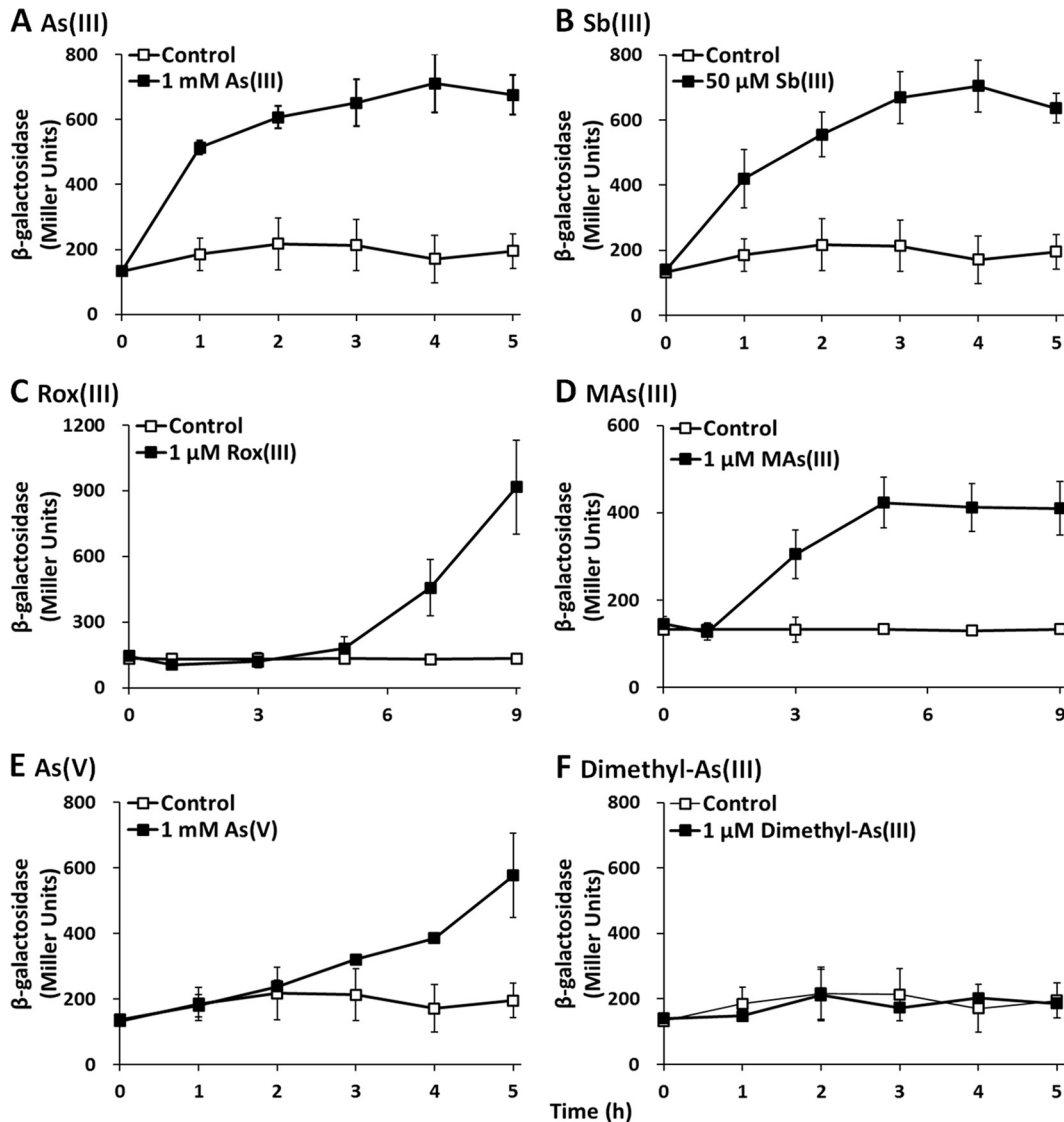 A As(III)
Control
1 mM As(III)
β-galactosidase
(Miller Units)
800
600
400
200
0
0 1 2 3 4 5
B Sb(III)
Control
50 μM Sb(III)
β-galactosidase
(Miller Units)
800
600
400
200
0
0 1 2 3 4 5
C Rox(III)
Control
1 μM Rox(III)
β-galactosidase
(Miller Units)
1200
900
600
300
0
0 3 6 9
D MAs(III)
Control
1 μM MAs(III)
β-galactosidase
(Miller Units)
600
400
200
0
0 3 6 9
E As(V)
Control
1 mM As(V)
β-galactosidase
(Miller Units)
800
600
400
200
0
0 1 2 3 4 5
F Dimethyl-As(III)
Control
1 μM Dimethyl-As(III)
β-galactosidase
(Miller Units)
800
600
400
200
0
0 1 2 3 4 5
Time (h)